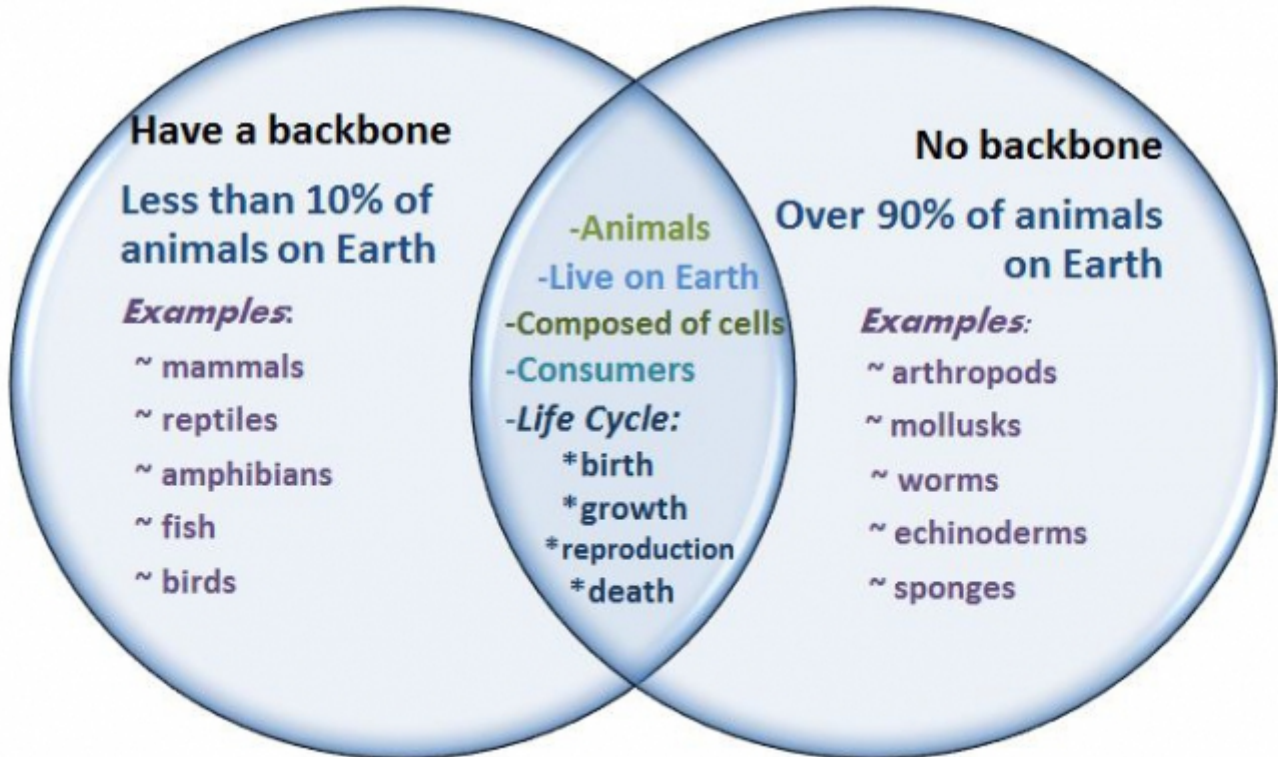 Have a backbone
Less than 10% of
animals on Earth
Examples:
~ mammals
~ reptiles
~ amphibians
~ fish
~ birds
-Animals
-Live on Earth
-Composed of cells
-Consumers
-Life Cycle:
*birth
*growth
*reproduction
*death
No backbone
Over 90% of animals
on Earth
Examples:
~ arthropods
~ mollusks
~ worms
~ echinoderms
~ sponges